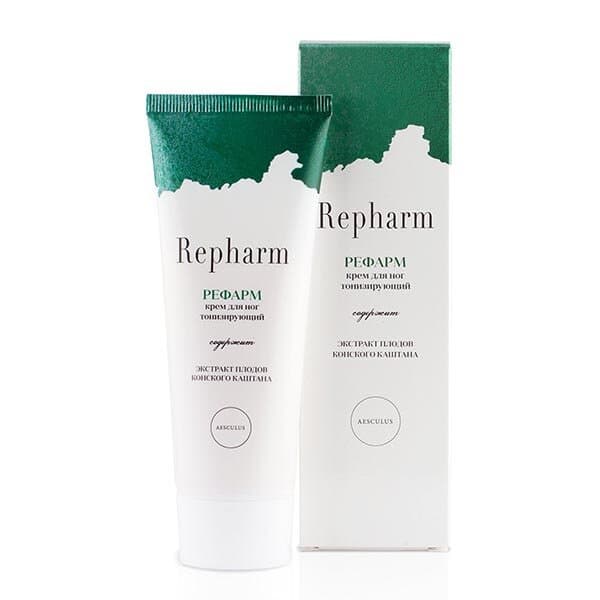 Repharm
РЕФАРМ
крем для ног
тонизирующий
содержит
ЭКСТРАКТ ПЛОДОВ
КОНСКОГО КАШТАНА
AESCULUS
Repharm
РЕФАРМ
крем для ног
тонизирующий
содержит
ЭКСТРАКТ ПЛОДОВ
КОНСКОГО КАШТАНА
AESCULUS